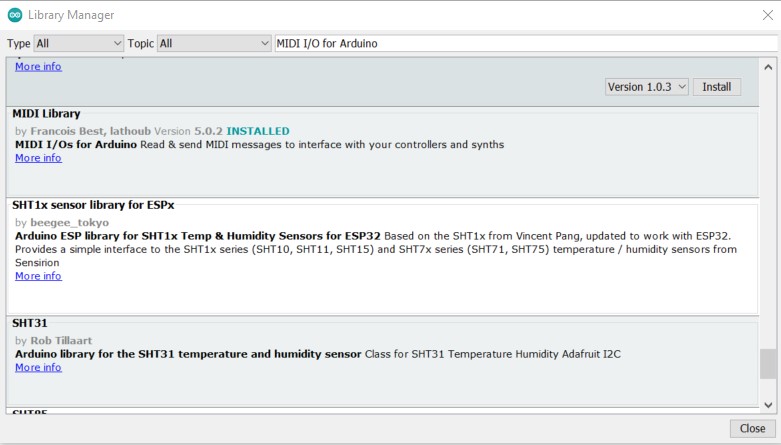 Library Manager
Type All Topic All MIDI I/O for Arduino
More info
Version 1.0.3 Install
MIDI Library
by Francois Best, lathoub Version 5.0.2 INSTALLED
MIDI I/Os for Arduino Read & send MIDI messages to interface with your controllers and synths
More info
SHT1x sensor library for ESPx
by beegee_tokyo
Arduino ESP library for SHT1x Temp & Humidity Sensors for ESP32 Based on the SHT1x from Vincent Pang, updated to work with ESP32.
Provides a simple interface to the SHT1x series (SHT10, SHT11, SHT15) and SHT7x series (SHT71, SHT75) temperature / humidity sensors from
Sensirion
More info
SHT31
by Rob Tillaart
Arduino library for the SHT31 temperature and humidity sensor Class for SHT31 Temperature Humidity Adafruit I2C
More info
SHT85
Close